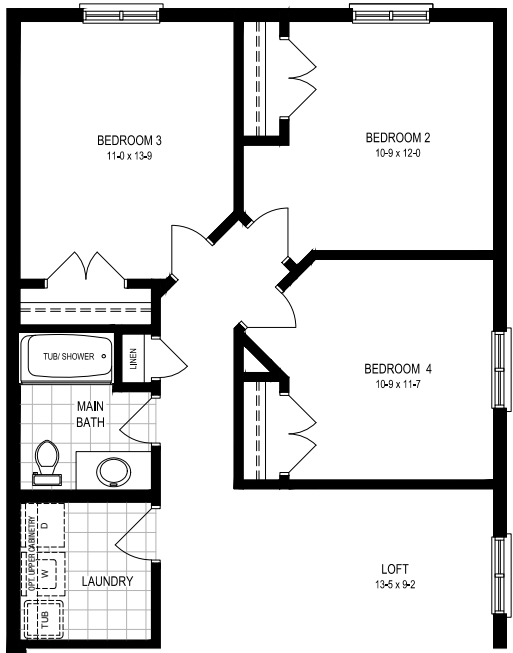 BEDROOM 3
11-0 x 13-9
BEDROOM 2
10-9 x 12-0
TUB/ SHOWER
LINEN
BEDROOM 4
10-9 x 11-7
MAIN
BATH
OPT. UPPER CABINETRY
D
W
TUB
LAUNDRY
LOFT
13-5 x 9-2